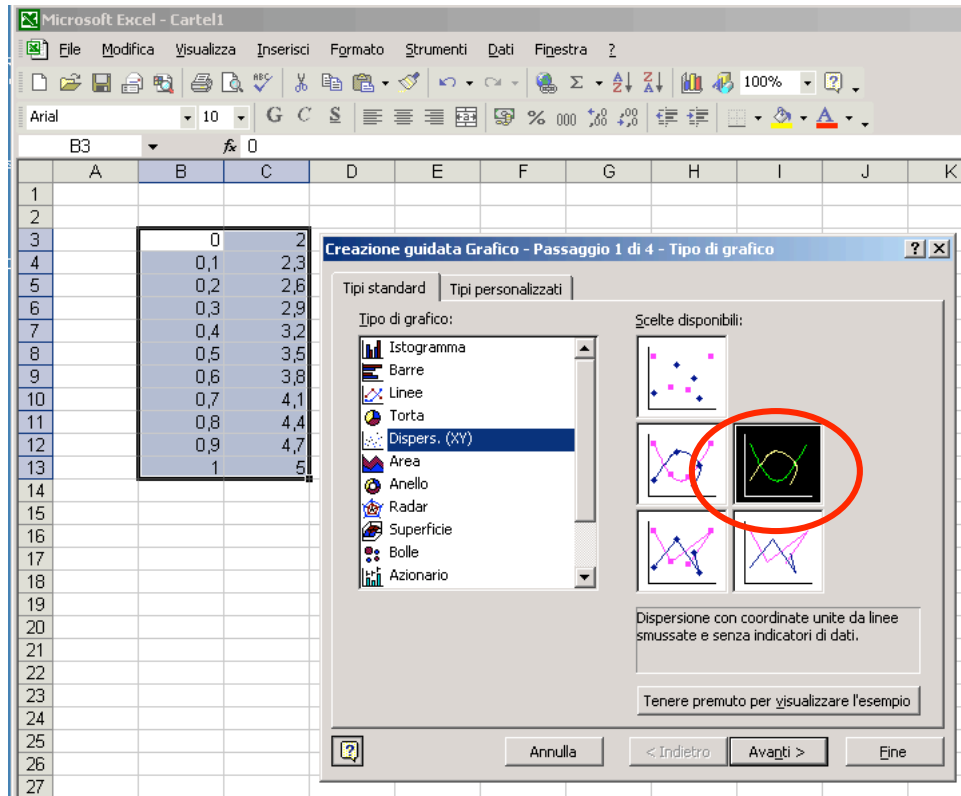 Microsoft Excel - Cartel1
File Modifica Visualizza Inserisci Formato Strumenti Dati Finestra ?
ABC Σ A Z Z A 100% ?
Arial 10 G C S % 000
B3 fx 0
A B C D E F G H I J K
1
2
3 0 2
4 0,1 2,3
5 0,2 2,6
6 0,3 2,9
7 0,4 3,2
8 0,5 3,5
9 0,6 3,8
10 0,7 4,1
11 0,8 4,4
12 0,9 4,7
13 1 5
14
15
16
17
18
19
20
21
22
23
24
25
26
27
Creazione guidata Grafico - Passaggio 1 di 4 - Tipo di grafico
Tipi standard Tipi personalizzati
Tipo di grafico:
Istogramma
Barre
Linee
Torta
Dispers. (XY)
Area
Anello
Radar
Superficie
Bolle
Azionario
Scelte disponibili:
Dispersione con coordinate unite da linee
smussate e senza indicatori di dati.
Tenere premuto per visualizzare l'esempio
Annulla < Indietro Avanti > Fine